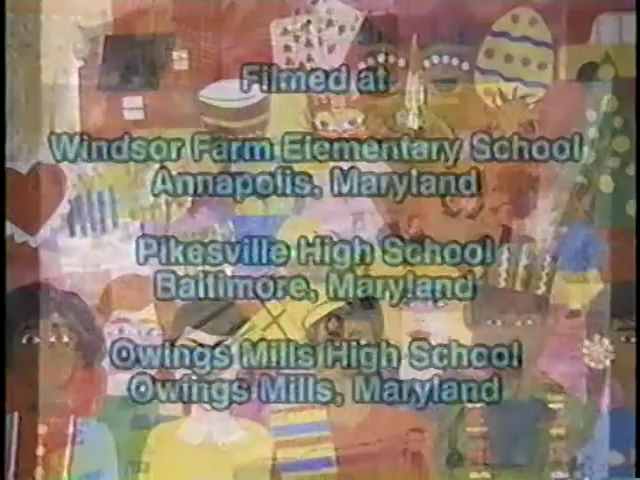 Filmed at
Windsor Farm Elementary School
Annapolis, Maryland
Pikesville High School
Baltimore, Maryland
Owings Mills High School
Owings Mills, Maryland